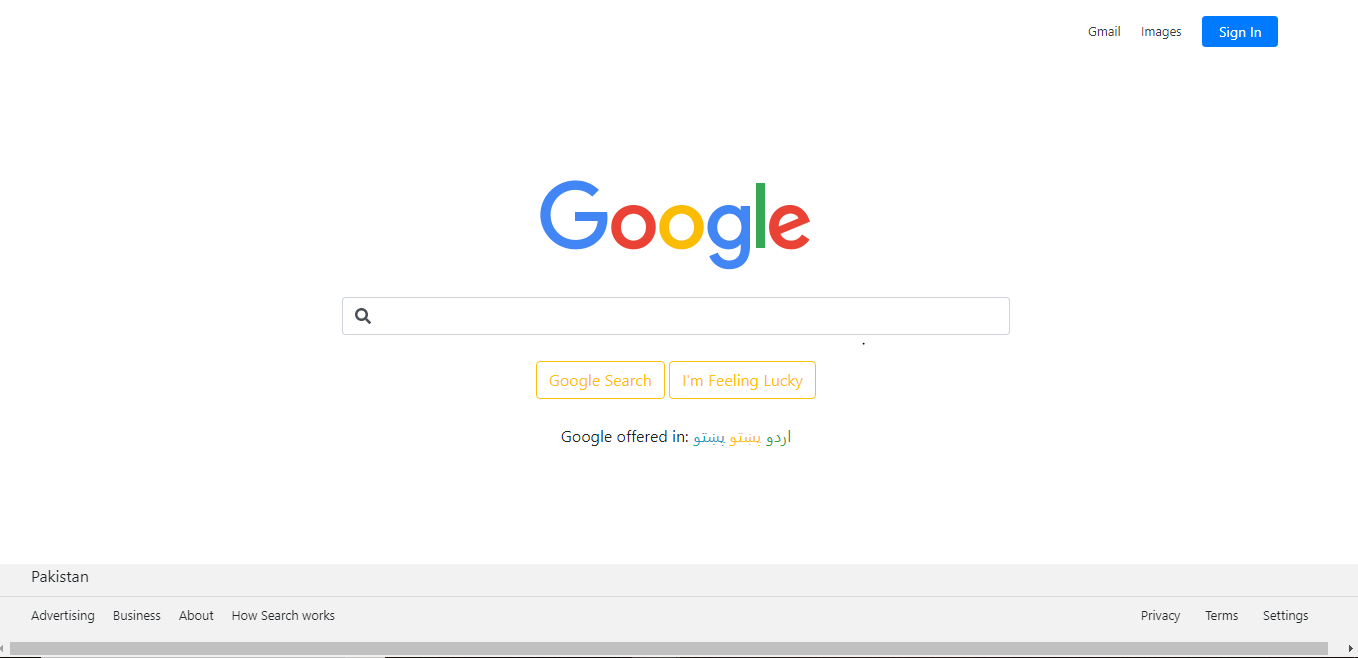 Gmail Images Sign In
Google
Google Search I'm Feeling Lucky
Google offered in: پښتو پښتو اردو
Pakistan
Advertising Business About How Search works Privacy Terms Settings